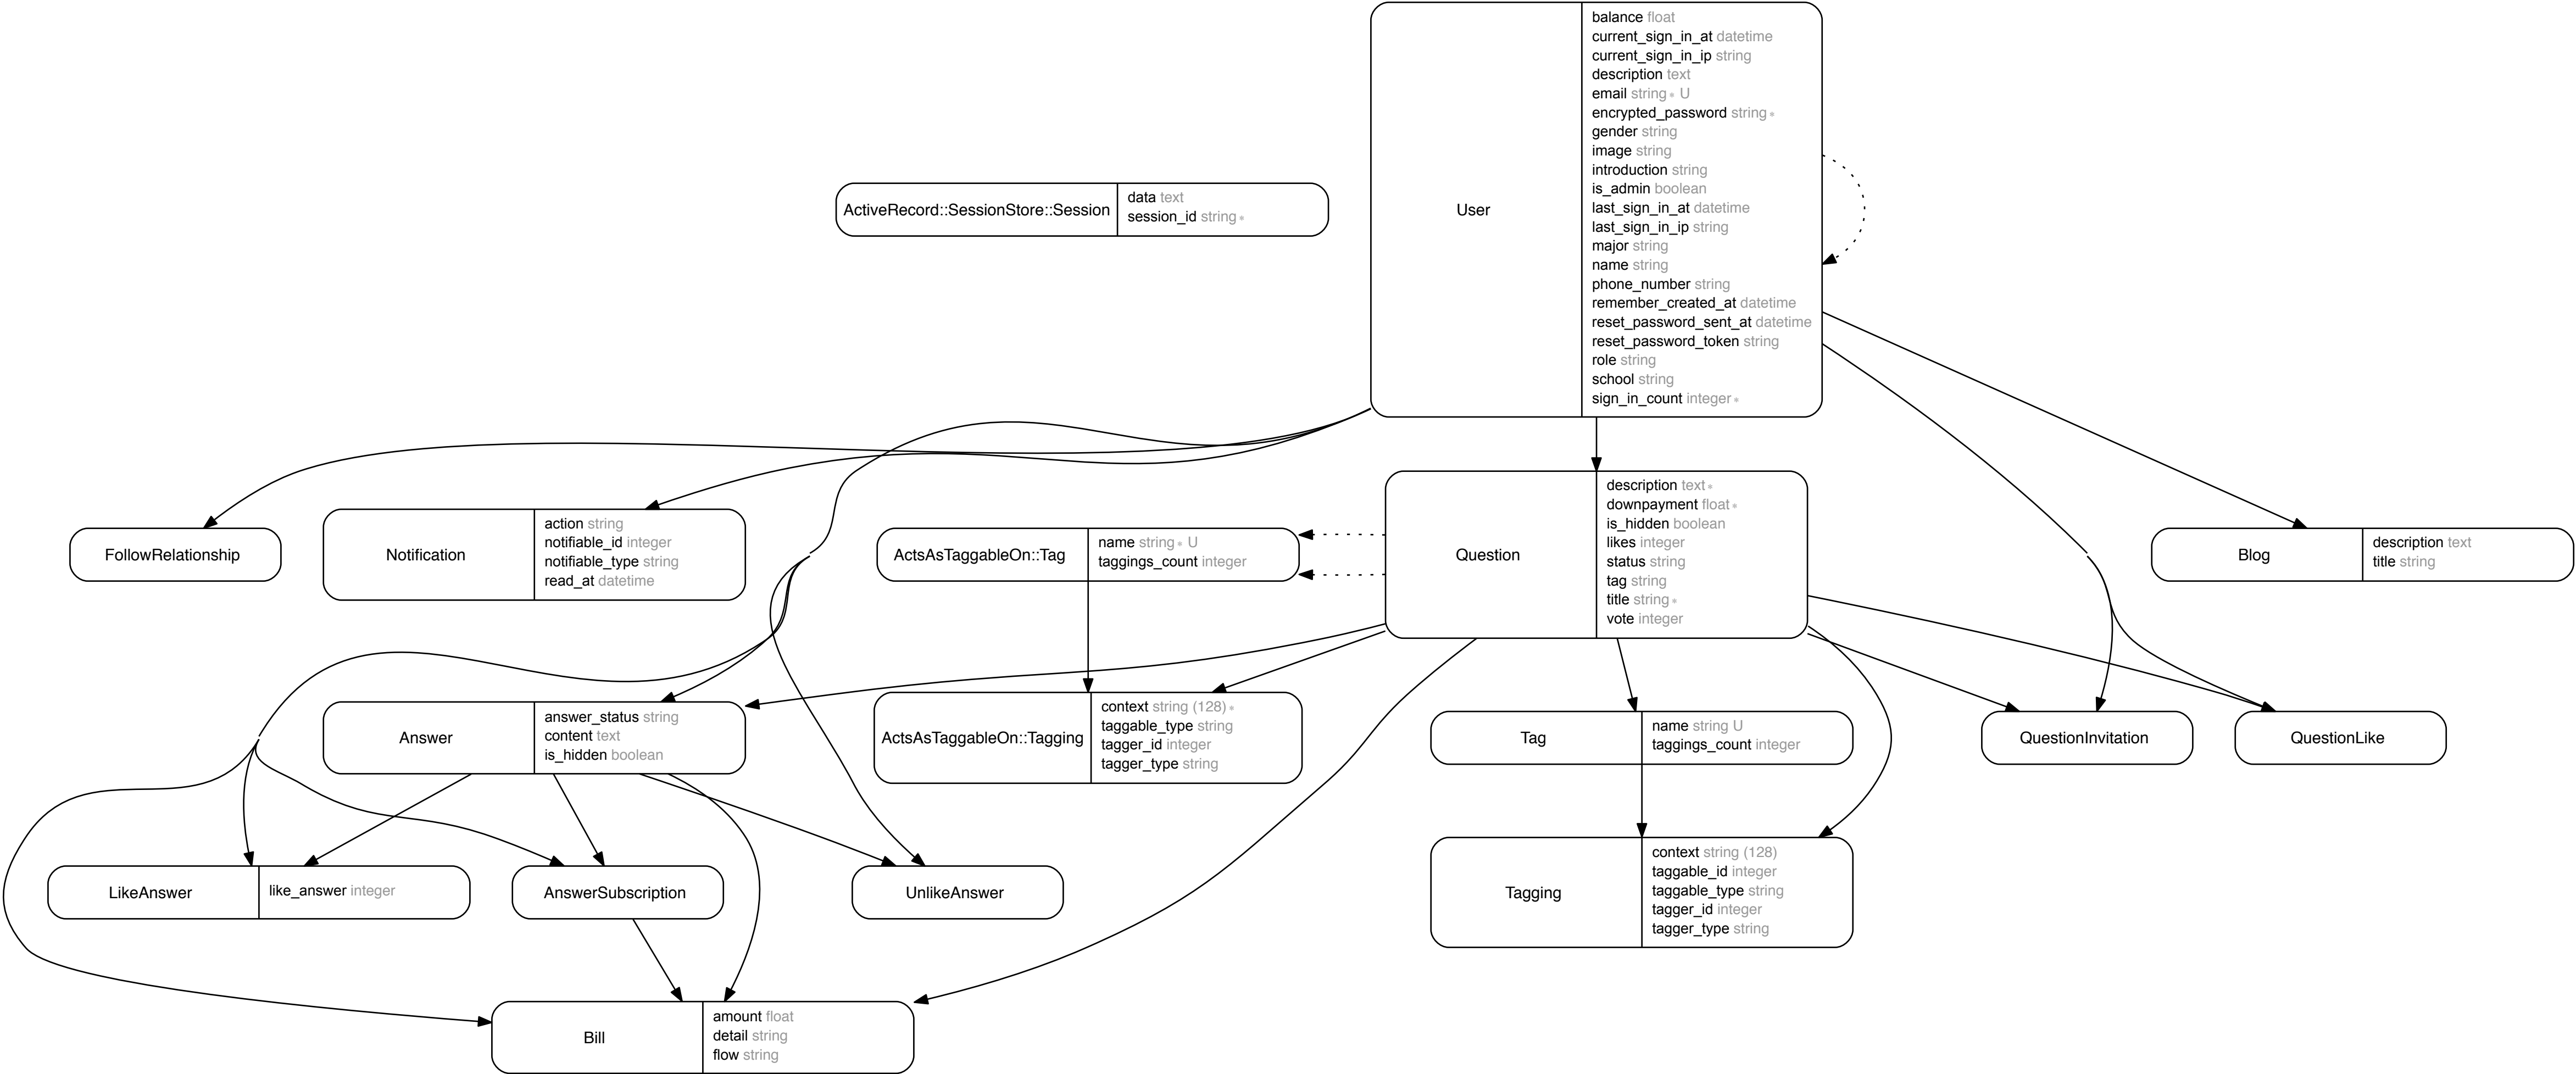 User
balance float
current_sign_in_at datetime
current_sign_in_ip string
description text
email string * U
encrypted_password string *
gender string
image string
introduction string
is_admin boolean
last_sign_in_at datetime
last_sign_in_ip string
major string
name string
phone_number string
remember_created_at datetime
reset_password_sent_at datetime
reset_password_token string
role string
school string
sign_in_count integer *
ActiveRecord::SessionStore::Session
data text
session_id string *
FollowRelationship
Notification
action string
notifiable_id integer
notifiable_type string
read_at datetime
ActsAsTaggableOn::Tag
name string * U
taggings_count integer
Question
description text *
downpayment float *
is_hidden boolean
likes integer
status string
tag string
title string *
vote integer
Blog
description text
title string
Answer
answer_status string
content text
is_hidden boolean
ActsAsTaggableOn::Tagging
context string (128) *
taggable_type string
tagger_id integer
tagger_type string
Tag
name string U
taggings_count integer
QuestionInvitation
QuestionLike
LikeAnswer
like_answer integer
AnswerSubscription
UnlikeAnswer
Tagging
context string (128)
taggable_id integer
taggable_type string
tagger_id integer
tagger_type string
Bill
amount float
detail string
flow string